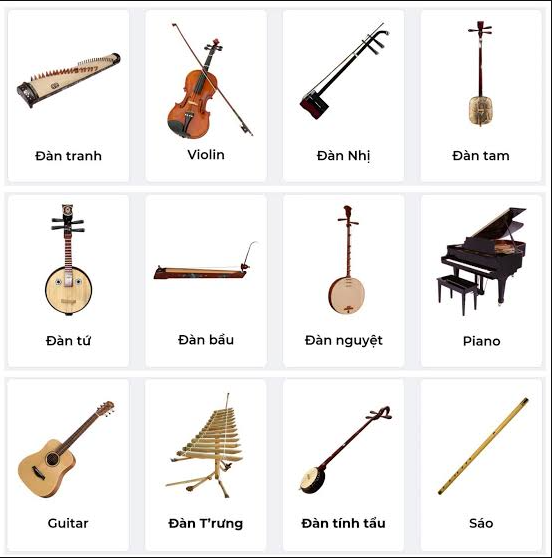 Đàn tranh
Violin
Đàn Nhị
Đàn tam
Đàn tứ
Đàn bầu
Đàn nguyệt
Piano
Guitar
Đàn T'rưng
Đàn tính tẩu
Sáo